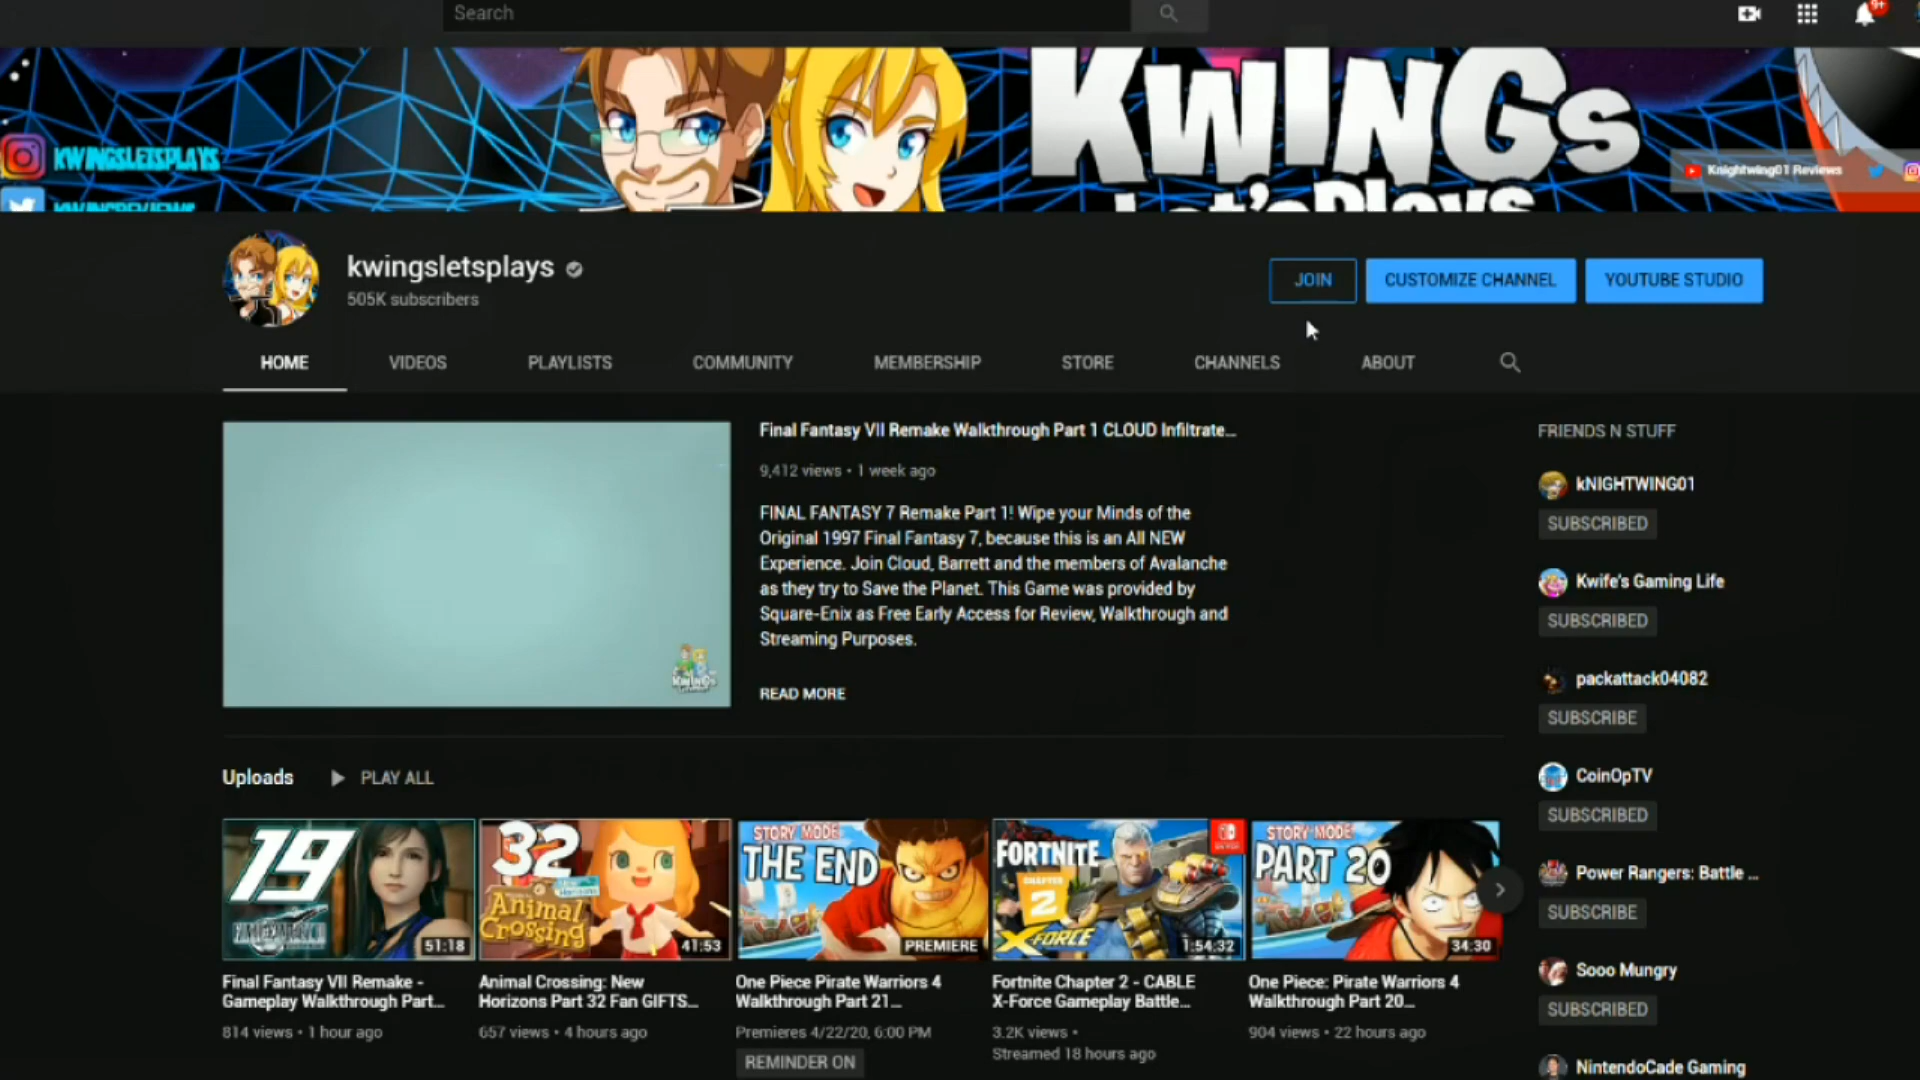 Search
9+
KWINGs
Let'sPlays
KWINGSLETSPLAYS
KWINGREVIEWS
Knightwing01 Reviews
kwingsletsplays
505K subscribers
JOIN
CUSTOMIZE CHANNEL
YOUTUBE STUDIO
HOME
VIDEOS
PLAYLISTS
COMMUNITY
MEMBERSHIP
STORE
CHANNELS
ABOUT
Final Fantasy VII Remake Walkthrough Part 1 CLOUD Infiltrate...
9,412 views • 1 week ago
FINAL FANTASY 7 Remake Part 1! Wipe your Minds of the
Original 1997 Final Fantasy 7, because this is an All NEW
Experience. Join Cloud, Barrett and the members of Avalanche
as they try to Save the Planet. This Game was provided by
Square-Enix as Free Early Access for Review, Walkthrough and
Streaming Purposes.
READ MORE
KWINGs
FRIENDS N STUFF
kNIGHTWING01
SUBSCRIBED
Kwife's Gaming Life
SUBSCRIBED
packattack04082
SUBSCRIBE
CoinOpTV
SUBSCRIBED
Power Rangers: Battle ...
SUBSCRIBE
Sooo Mungry
SUBSCRIBED
NintendoCade Gaming
Uploads
PLAY ALL
19
51:18
Final Fantasy VII Remake -
Gameplay Walkthrough Part...
814 views • 1 hour ago
32
Animal
Crossing
41:53
Animal Crossing: New
Horizons Part 32 Fan GIFTS...
657 views • 4 hours ago
STORY MODE
THE END
PREMIERE
One Piece Pirate Warriors 4
Walkthrough Part 21...
Premieres 4/22/20, 6:00 PM
REMINDER ON
FORTNITE
CHAPTER
2
X-FORCE
1:54:32
Fortnite Chapter 2 - CABLE
X-Force Gameplay Battle...
3.2K views •
Streamed 18 hours ago
STORY MODE
PART 20
34:30
One Piece: Pirate Warriors 4
Walkthrough Part 20...
904 views • 22 hours ago